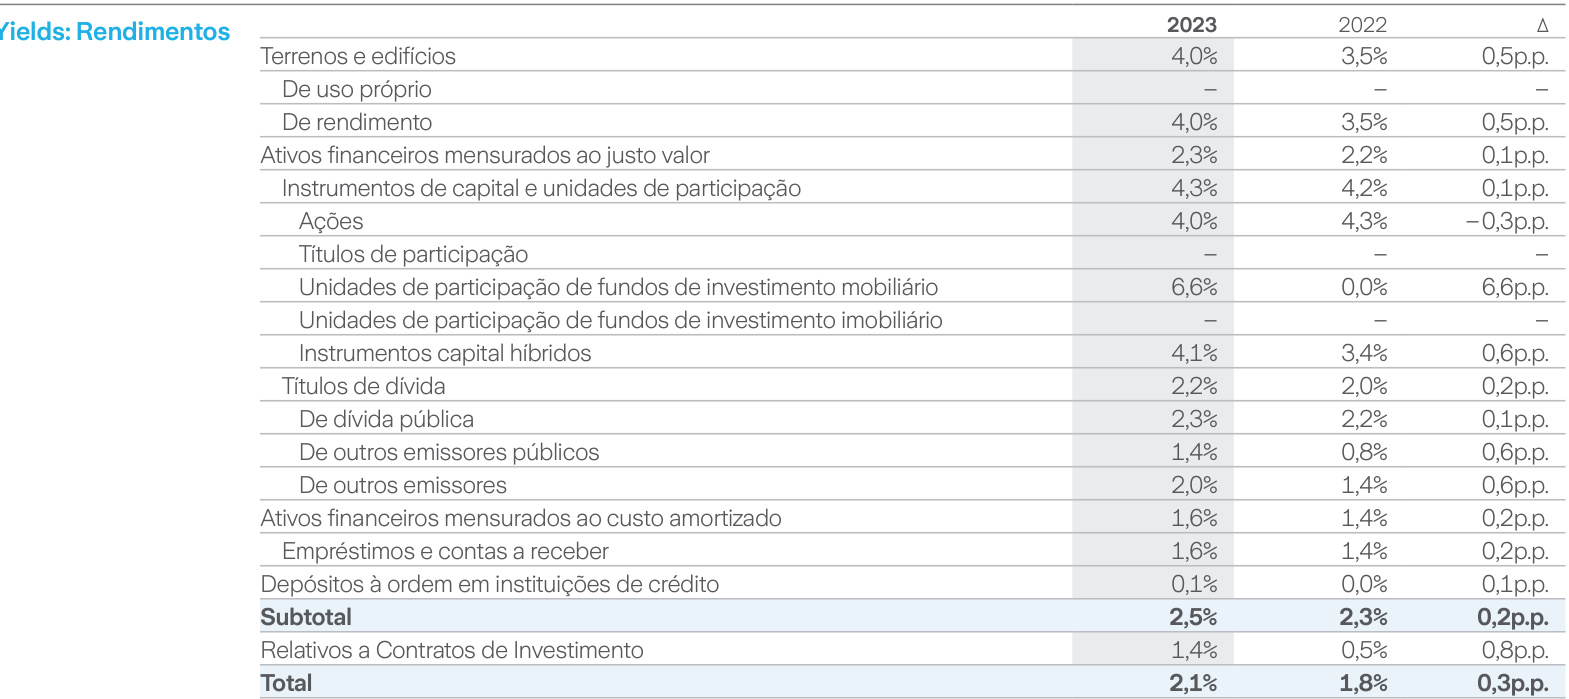 Yields: Rendimentos
2023 2022 Δ
Terrenos e edifícios 4,0% 3,5% 0,5p.p.
De uso próprio – – –
De rendimento 4,0% 3,5% 0,5p.p.
Ativos financeiros mensurados ao justo valor 2,3% 2,2% 0,1p.p.
Instrumentos de capital e unidades de participação 4,3% 4,2% 0,1p.p.
Ações 4,0% 4,3% –0,3p.p.
Títulos de participação – – –
Unidades de participação de fundos de investimento mobiliário 6,6% 0,0% 6,6p.p.
Unidades de participação de fundos de investimento imobiliário – – –
Instrumentos capital híbridos 4,1% 3,4% 0,6p.p.
Títulos de dívida 2,2% 2,0% 0,2p.p.
De dívida pública 2,3% 2,2% 0,1p.p.
De outros emissores públicos 1,4% 0,8% 0,6p.p.
De outros emissores 2,0% 1,4% 0,6p.p.
Ativos financeiros mensurados ao custo amortizado 1,6% 1,4% 0,2p.p.
Empréstimos e contas a receber 1,6% 1,4% 0,2p.p.
Depósitos à ordem em instituições de crédito 0,1% 0,0% 0,1p.p.
Subtotal 2,5% 2,3% 0,2p.p.
Relativos a Contratos de Investimento 1,4% 0,5% 0,8p.p.
Total 2,1% 1,8% 0,3p.p.